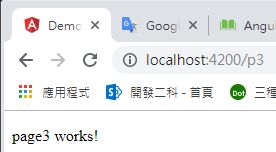 Demo
Googl
Angu
localhost:4200/p3
應用程式
開發二科 - 首頁
Dot
三種
page3 works!